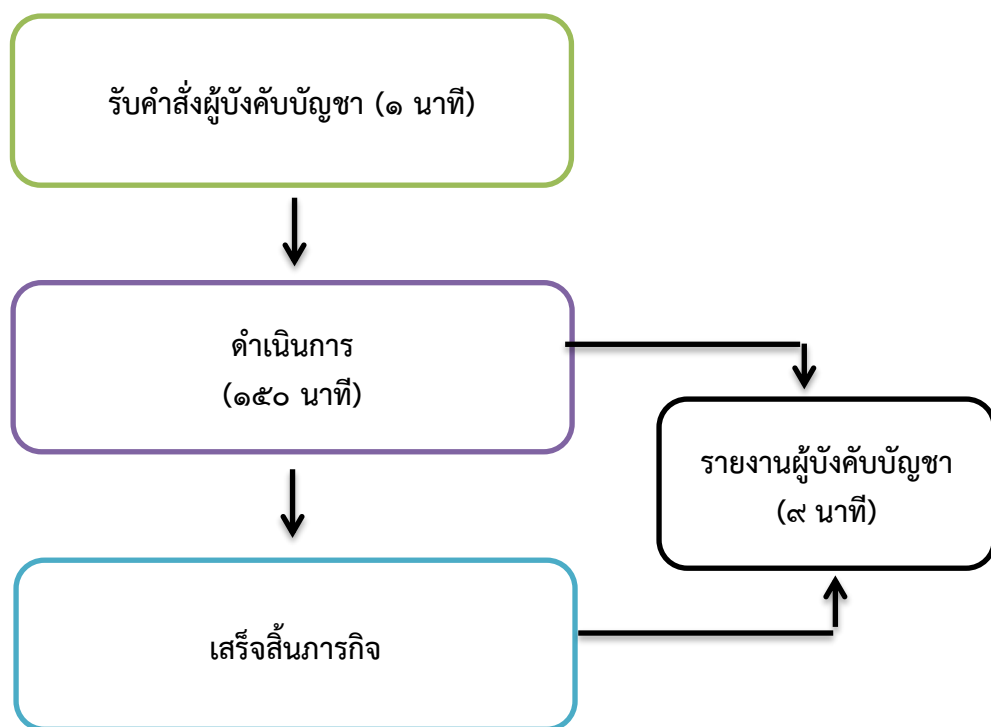 รับคำสั่งผู้บังคับบัญชา (๑ นาที)
ดำเนินการ
(๑๕๐ นาที)
รายงานผู้บังคับบัญชา
(๙ นาที)
เสร็จสิ้นภารกิจ